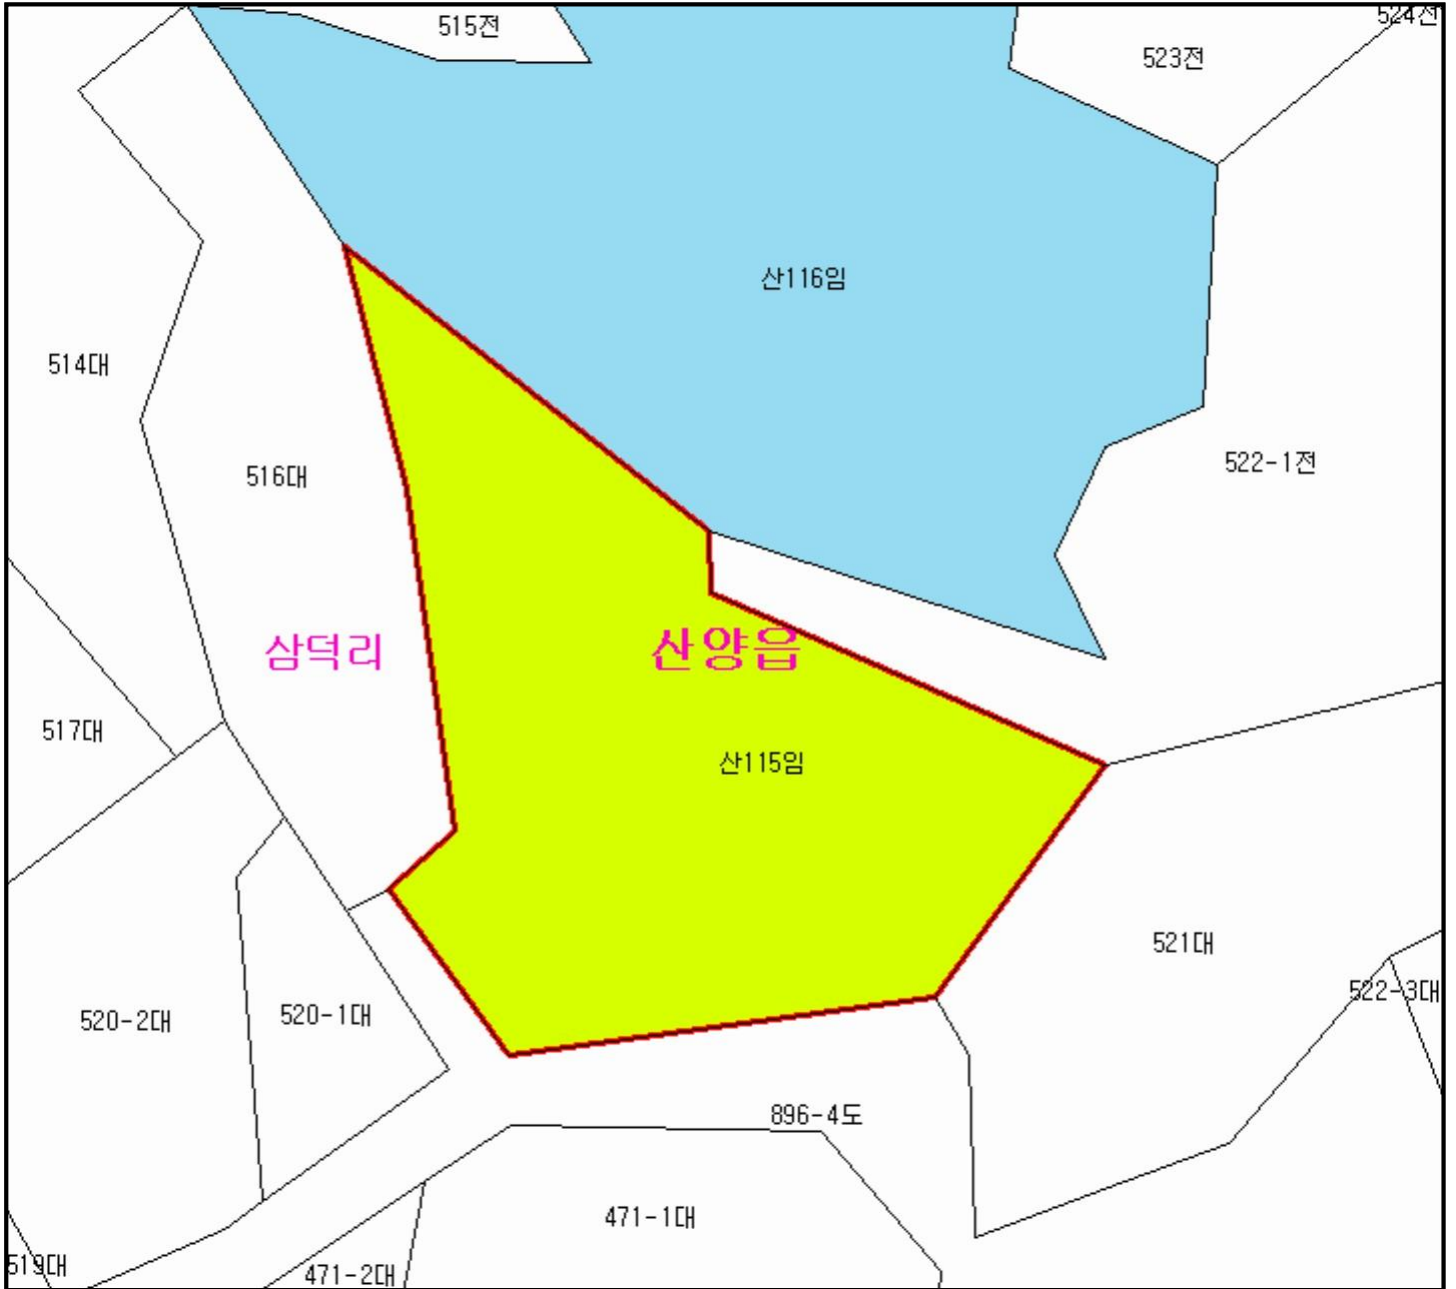 515전
524전
523전
산116임
514대
522-1전
516대
삼덕리
산양읍
517대
산115임
521대
522-3대
520-2대
520-1대
896-4도
471-1대
519대
471-2대